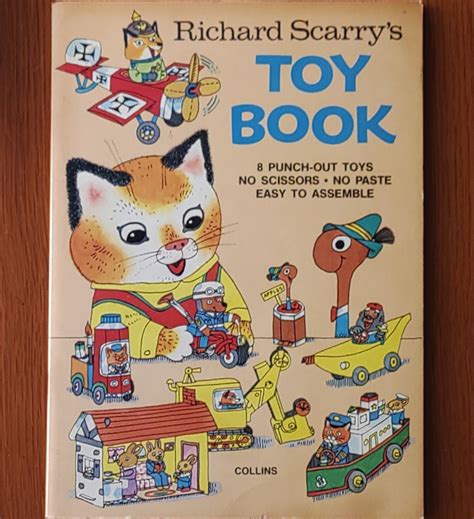 Richard Scarry's
TOY
BOOK
8 PUNCH-OUT TOYS
NO SCISSORS • NO PASTE
EASY TO ASSEMBLE
APPLES
COLLINS